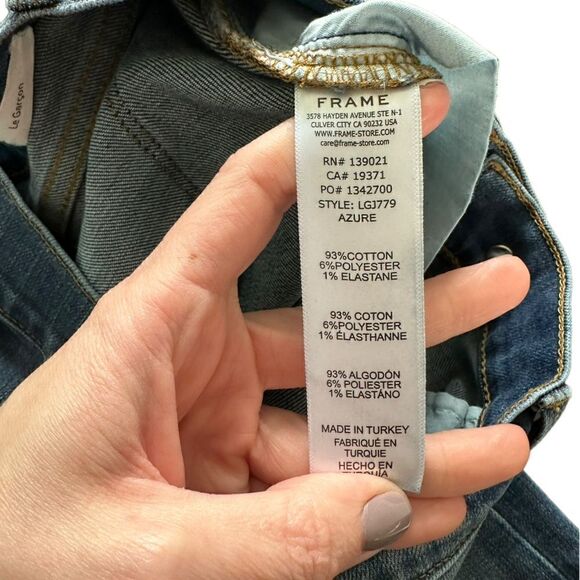 Le Garçon
FRAME
3578 HAYDEN AVENUE STE N-1
CULVER CITY CA 90232 USA
WWW.FRAME-STORE.COM
care@frame-store.com
RN# 139021
CA# 19371
PO# 1342700
STYLE: LGJ779
AZURE
93%COTTON
6%POLYESTER
1% ELASTANE
93% COTON
6%POLYESTER
1% ÉLASTHANNE
93% ALGODÓN
6% POLIESTER
1% ELASTÁNO
MADE IN TURKEY
FABRIQUÉ EN
TURQUIE
HECHO EN
TURQUÍA